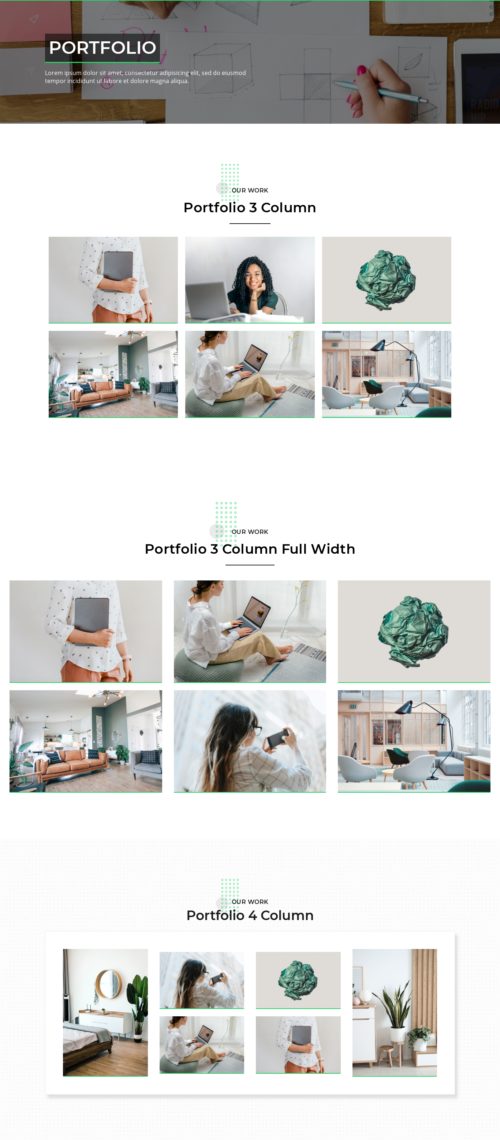 PORTFOLIO
Lorem ipsum dolor sit amet, consectetur adipisicing elit, sed do eiusmod
tempor incididunt ut labore et dolore magna aliqua.
OUR WORK
Portfolio 3 Column
OUR WORK
Portfolio 3 Column Full Width
OUR WORK
Portfolio 4 Column